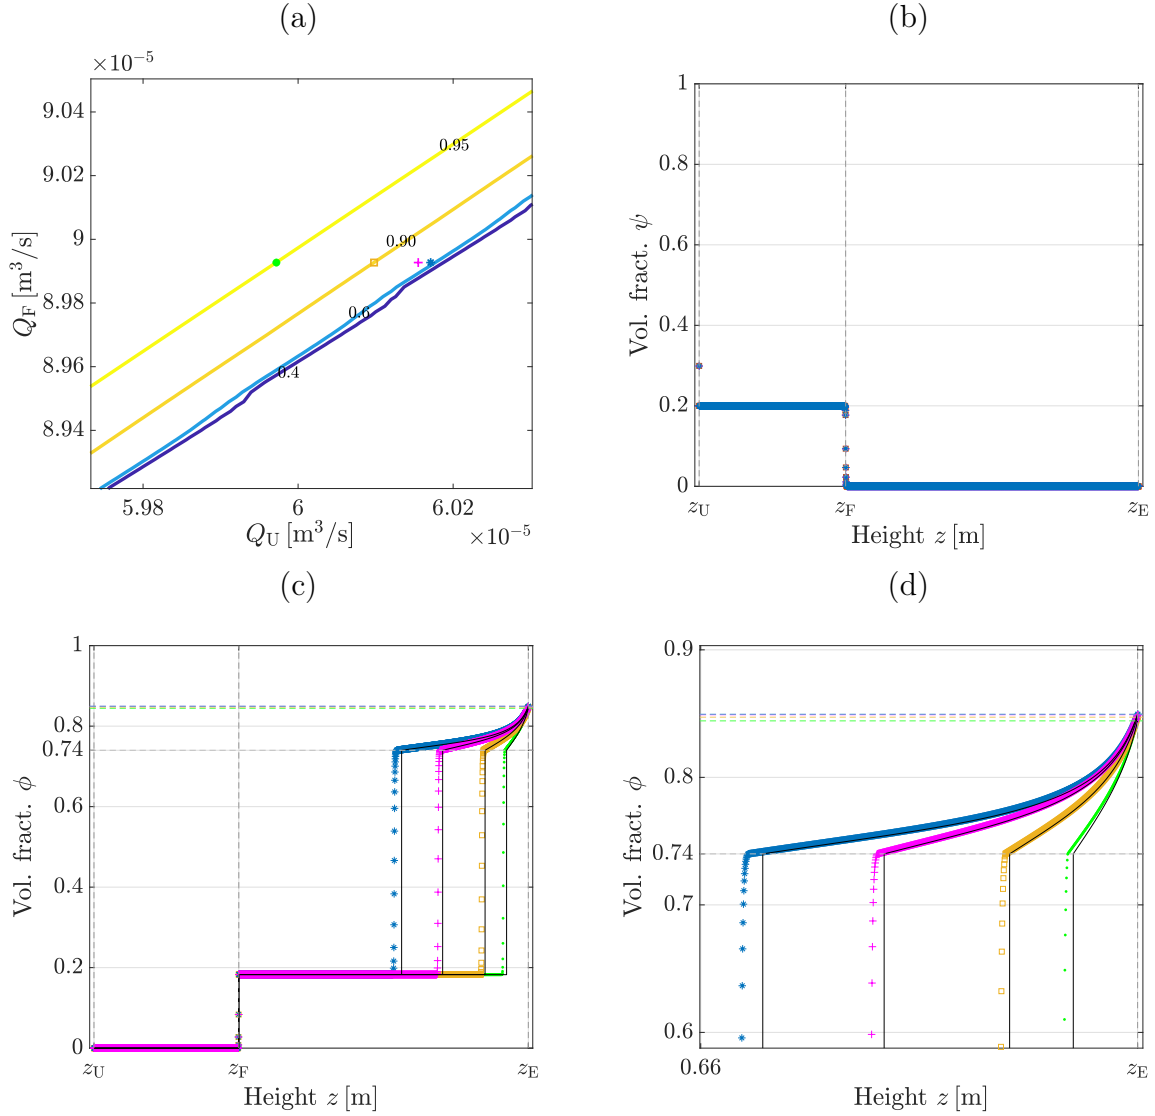 (a)
×10⁻⁵
9.04
9.02
9
8.98
8.96
8.94
Q_F [m³/s]
0.95
0.90
0.6
0.4
5.98
6
6.02
Q_U [m³/s]
×10⁻⁵
(b)
1
0.8
0.6
0.4
0.2
0
Vol. fract. ψ
z_U
z_F
z_E
Height z [m]
(c)
1
0.8
0.74
0.6
0.4
0.2
0
Vol. fract. ϕ
z_U
z_F
z_E
Height z [m]
(d)
0.9
0.8
0.74
0.7
0.6
Vol. fract. ϕ
0.66
z_E
Height z [m]